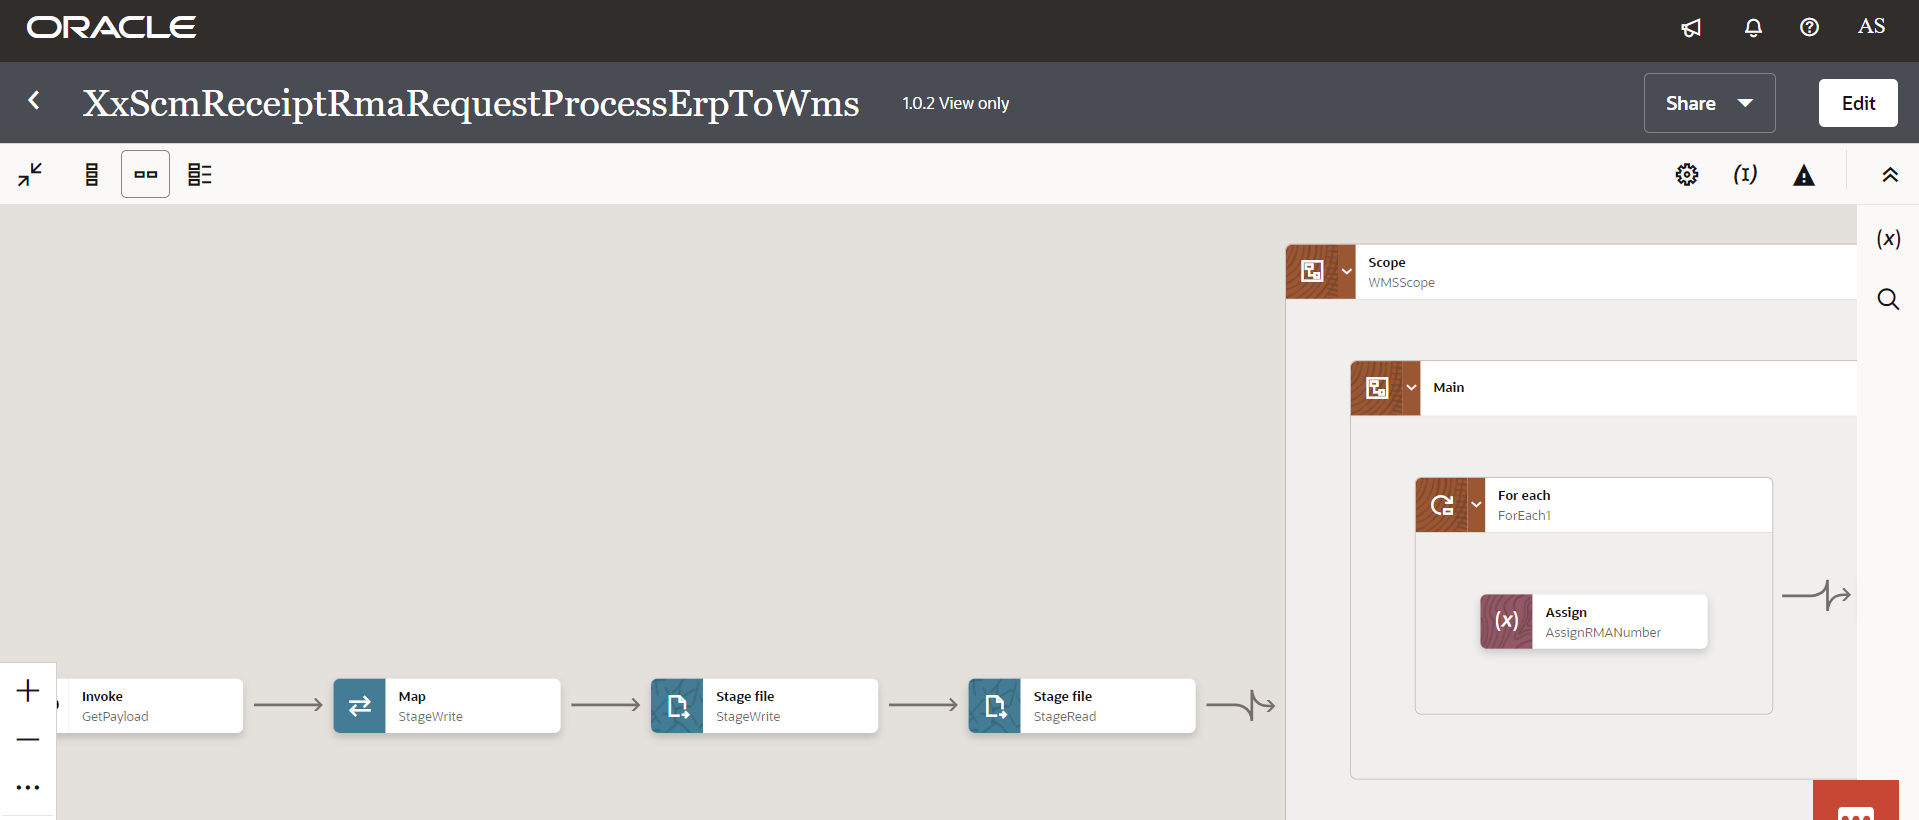 ORACLE
AS
XxScmReceiptRmaRequestProcessErpToWms
1.0.2 View only
Share
Edit
(I)
(x)
Scope
WMSScope
Main
For each
ForEach1
(x)
Assign
AssignRMANumber
Invoke
GetPayload
Map
StageWrite
Stage file
StageWrite
Stage file
StageRead